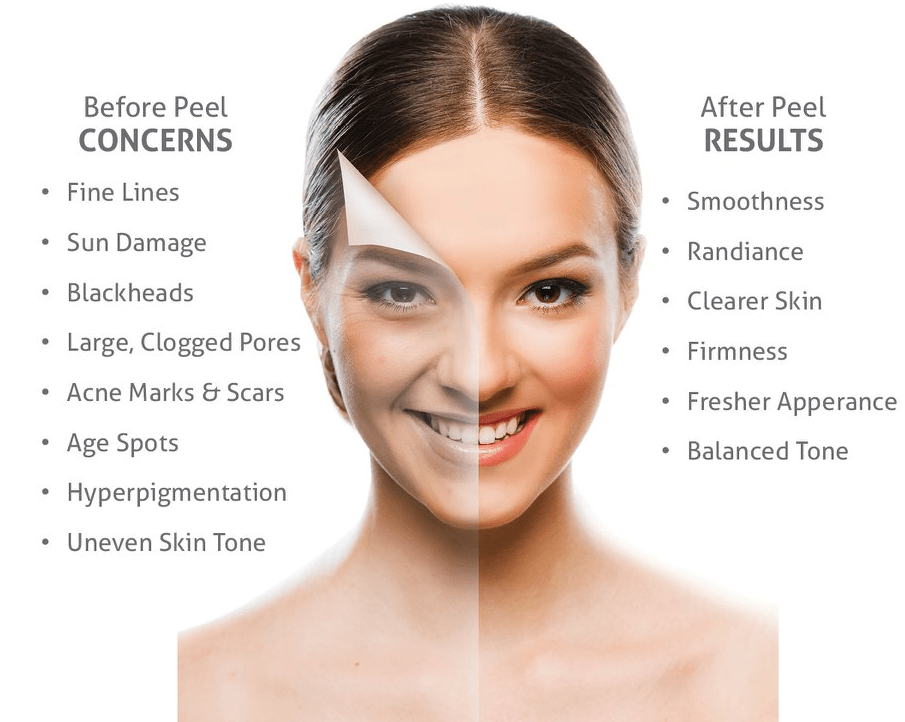 Before Peel
CONCERNS
• Fine Lines
• Sun Damage
• Blackheads
• Large, Clogged Pores
• Acne Marks & Scars
• Age Spots
• Hyperpigmentation
• Uneven Skin Tone
After Peel
RESULTS
• Smoothness
• Randiance
• Clearer Skin
• Firmness
• Fresher Apperance
• Balanced Tone